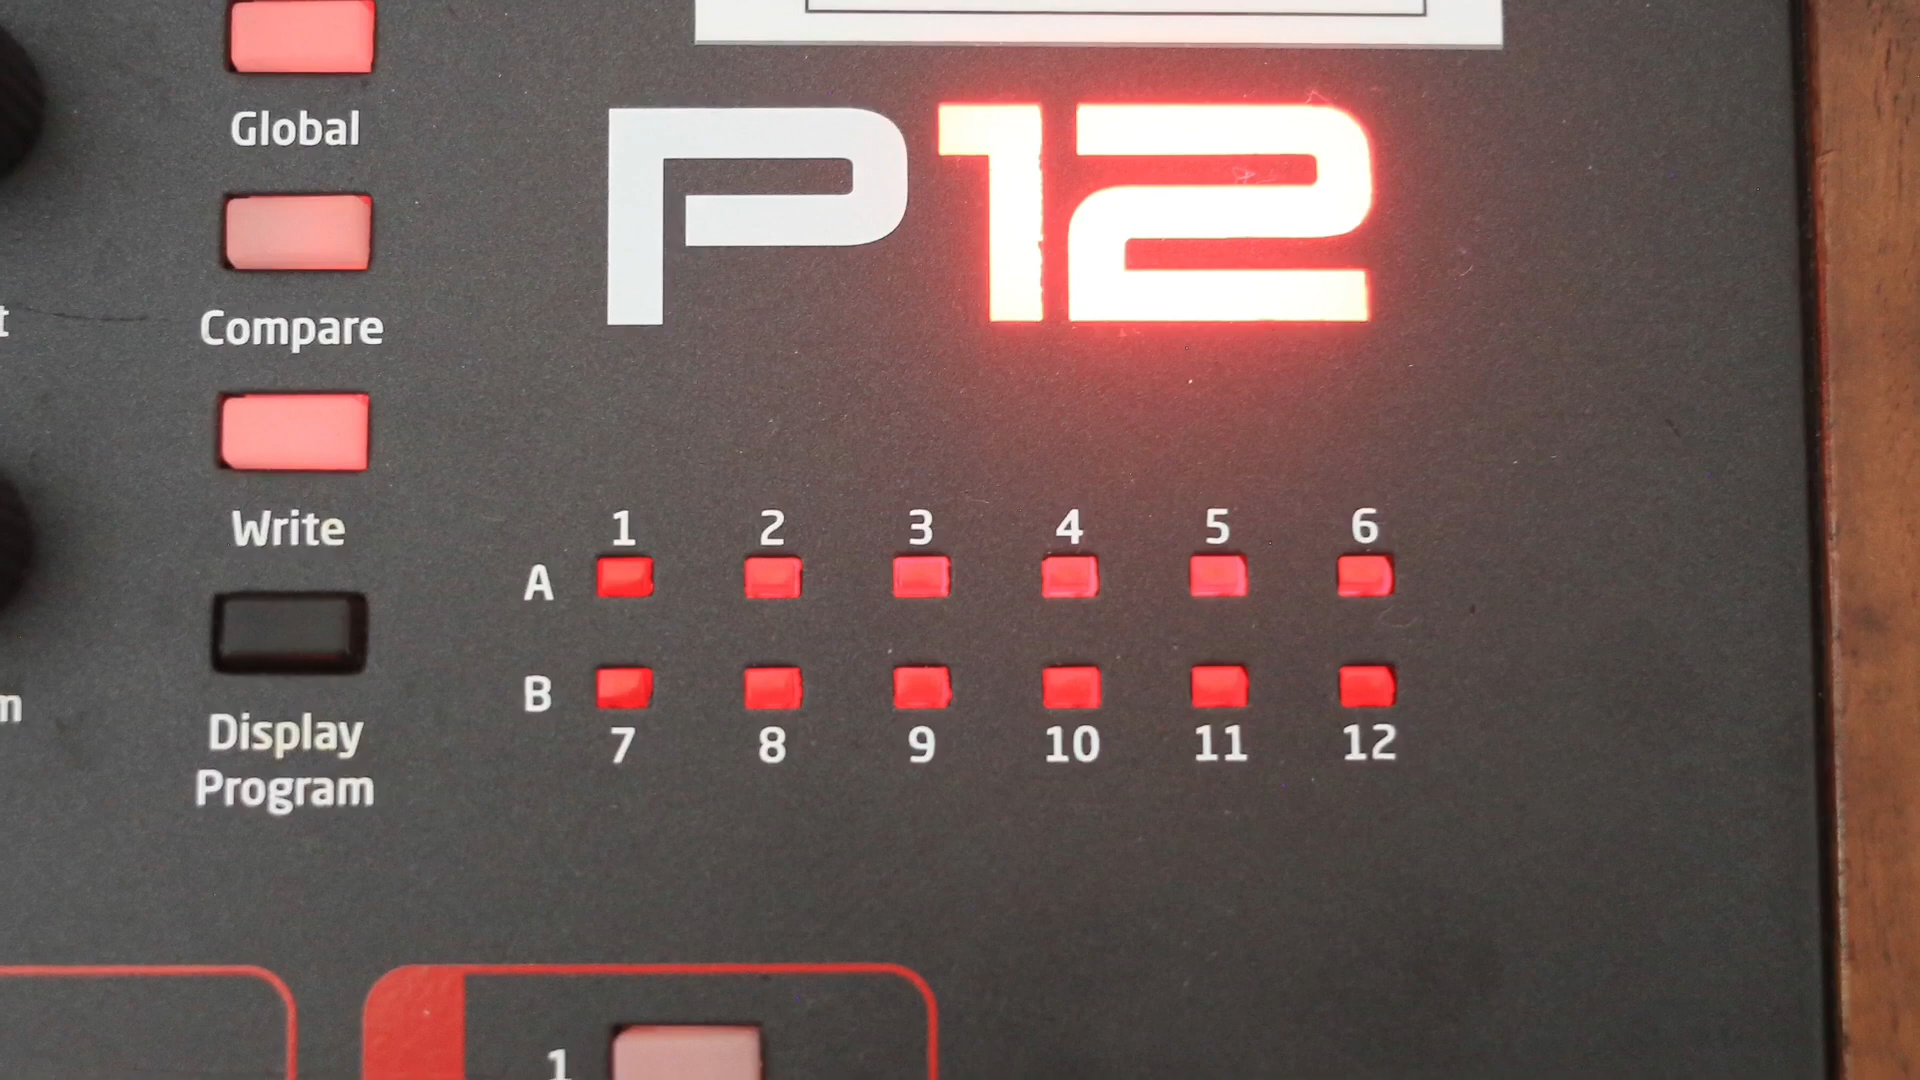 Global
Compare
Write
Display
Program
P12
1 2 3 4 5 6
A
B
7 8 9 10 11 12
1